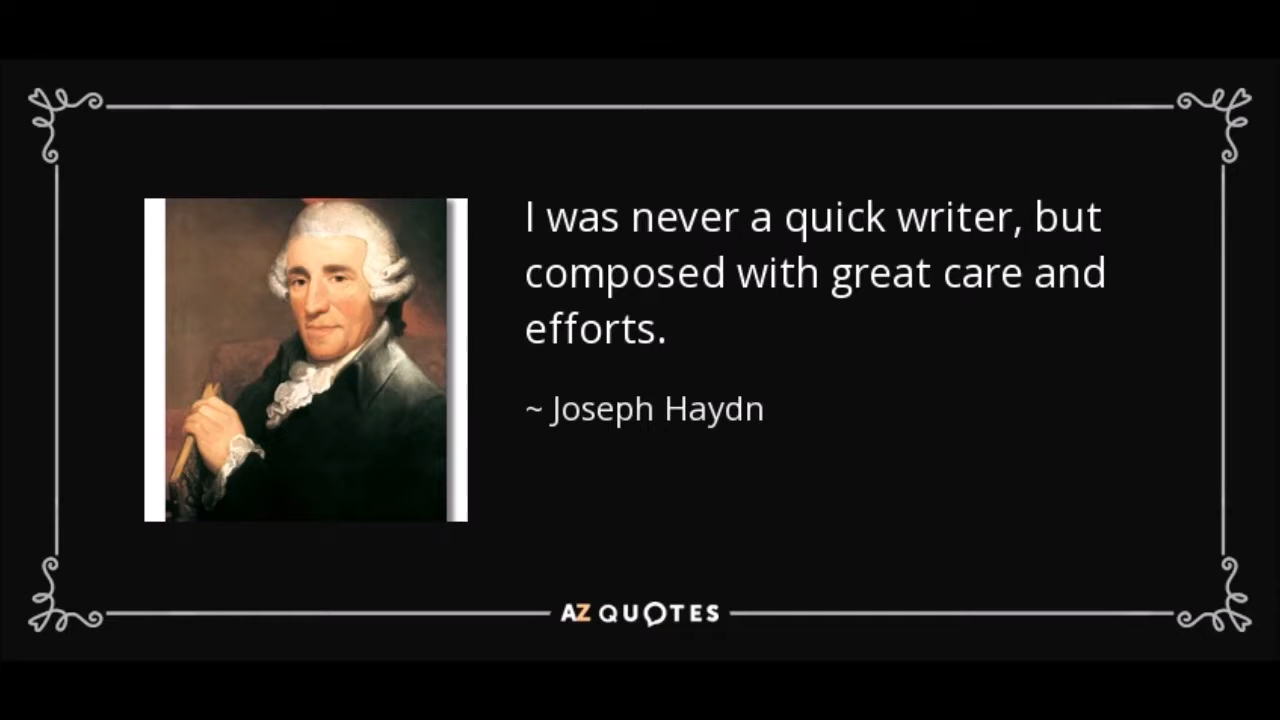 I was never a quick writer, but
composed with great care and
efforts.
~ Joseph Haydn
AZ QUOTES